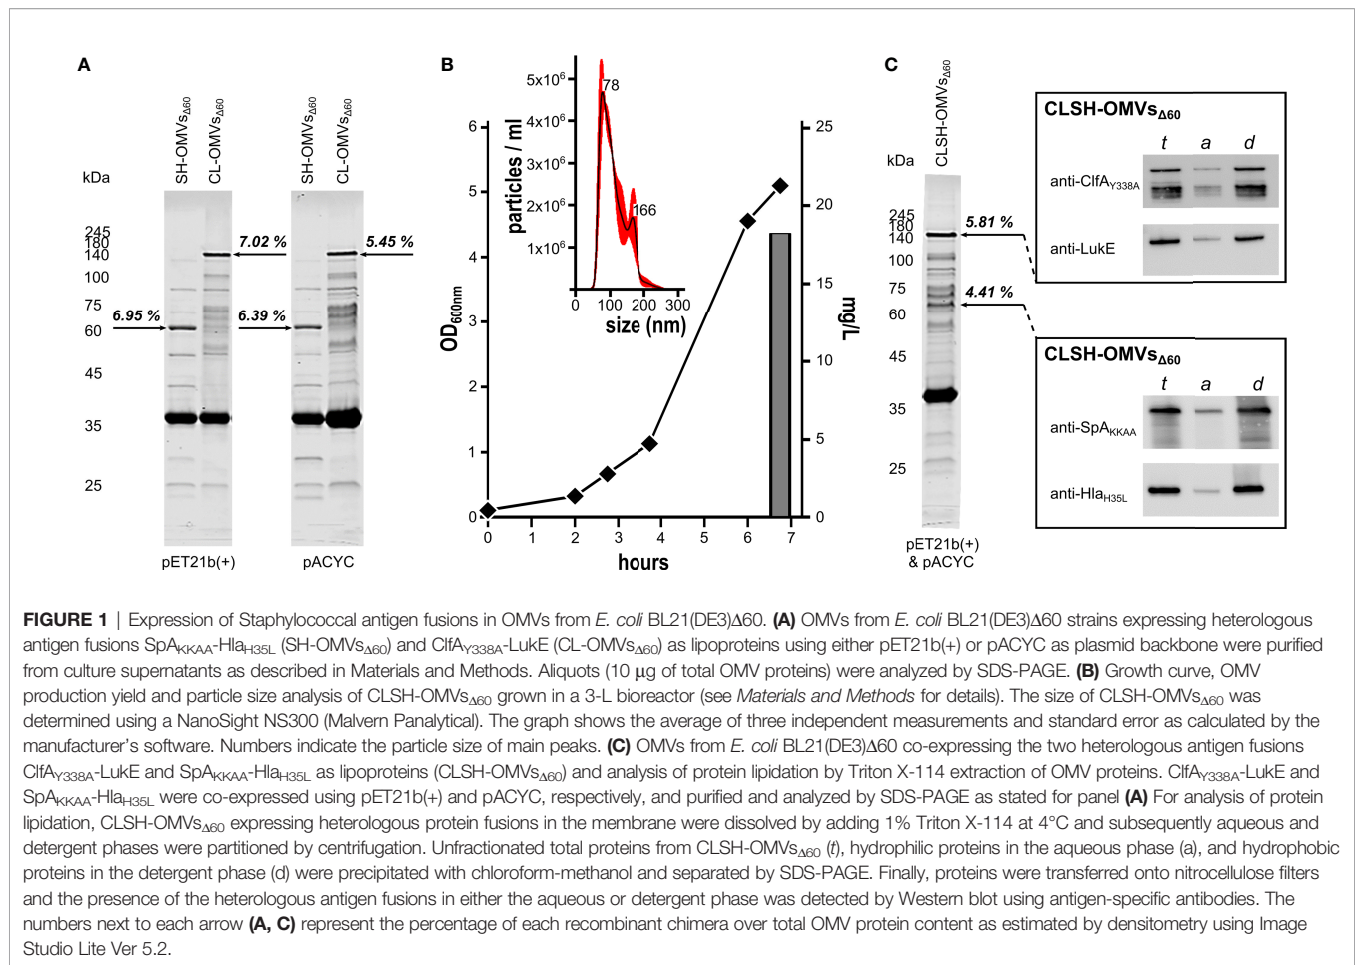 A
SH-OMVsΔ60
CL-OMVsΔ60
SH-OMVsΔ60
CL-OMVsΔ60
kDa
245
180
140
100
75
60
45
35
25
7.02 %
5.45 %
6.95 %
6.39 %
pET21b(+)
pACYC
B
OD600nm
6
5
4
3
2
1
0
0
1
2
3
4
5
6
7
hours
25
20
15
10
5
0
mg/L
particles / ml
5x10⁶
4x10⁶
3x10⁶
2x10⁶
1x10⁶
78
166
0
100
200
300
size (nm)
C
CLSH-OMVsΔ60
kDa
245
180
140
100
75
60
45
35
25
5.81 %
4.41 %
pET21b(+)
& pACYC
CLSH-OMVsΔ60
t a d
anti-ClfAY338A
anti-LukE
CLSH-OMVsΔ60
t a d
anti-SpAKKAA
anti-HlaH35L
FIGURE 1 | Expression of Staphylococcal antigen fusions in OMVs from E. coli BL21(DE3)Δ60. (A) OMVs from E. coli BL21(DE3)Δ60 strains expressing heterologous
antigen fusions SpAKKAA-HlaH35L (SH-OMVsΔ60) and ClfAY338A-LukE (CL-OMVsΔ60) as lipoproteins using either pET21b(+) or pACYC as plasmid backbone were purified
from culture supernatants as described in Materials and Methods. Aliquots (10 μg of total OMV proteins) were analyzed by SDS-PAGE. (B) Growth curve, OMV
production yield and particle size analysis of CLSH-OMVsΔ60 grown in a 3-L bioreactor (see Materials and Methods for details). The size of CLSH-OMVsΔ60 was
determined using a NanoSight NS300 (Malvern Panalytical). The graph shows the average of three independent measurements and standard error as calculated by the
manufacturer's software. Numbers indicate the particle size of main peaks. (C) OMVs from E. coli BL21(DE3)Δ60 co-expressing the two heterologous antigen fusions
ClfAY338A-LukE and SpAKKAA-HlaH35L as lipoproteins (CLSH-OMVsΔ60) and analysis of protein lipidation by Triton X-114 extraction of OMV proteins. ClfAY338A-LukE and
SpAKKAA-HlaH35L were co-expressed using pET21b(+) and pACYC, respectively, and purified and analyzed by SDS-PAGE as stated for panel (A) For analysis of protein
lipidation, CLSH-OMVsΔ60 expressing heterologous protein fusions in the membrane were dissolved by adding 1% Triton X-114 at 4°C and subsequently aqueous and
detergent phases were partitioned by centrifugation. Unfractionated total proteins from CLSH-OMVsΔ60 (t), hydrophilic proteins in the aqueous phase (a), and hydrophobic
proteins in the detergent phase (d) were precipitated with chloroform-methanol and separated by SDS-PAGE. Finally, proteins were transferred onto nitrocellulose filters
and the presence of the heterologous antigen fusions in either the aqueous or detergent phase was detected by Western blot using antigen-specific antibodies. The
numbers next to each arrow (A, C) represent the percentage of each recombinant chimera over total OMV protein content as estimated by densitometry using Image
Studio Lite Ver 5.2.